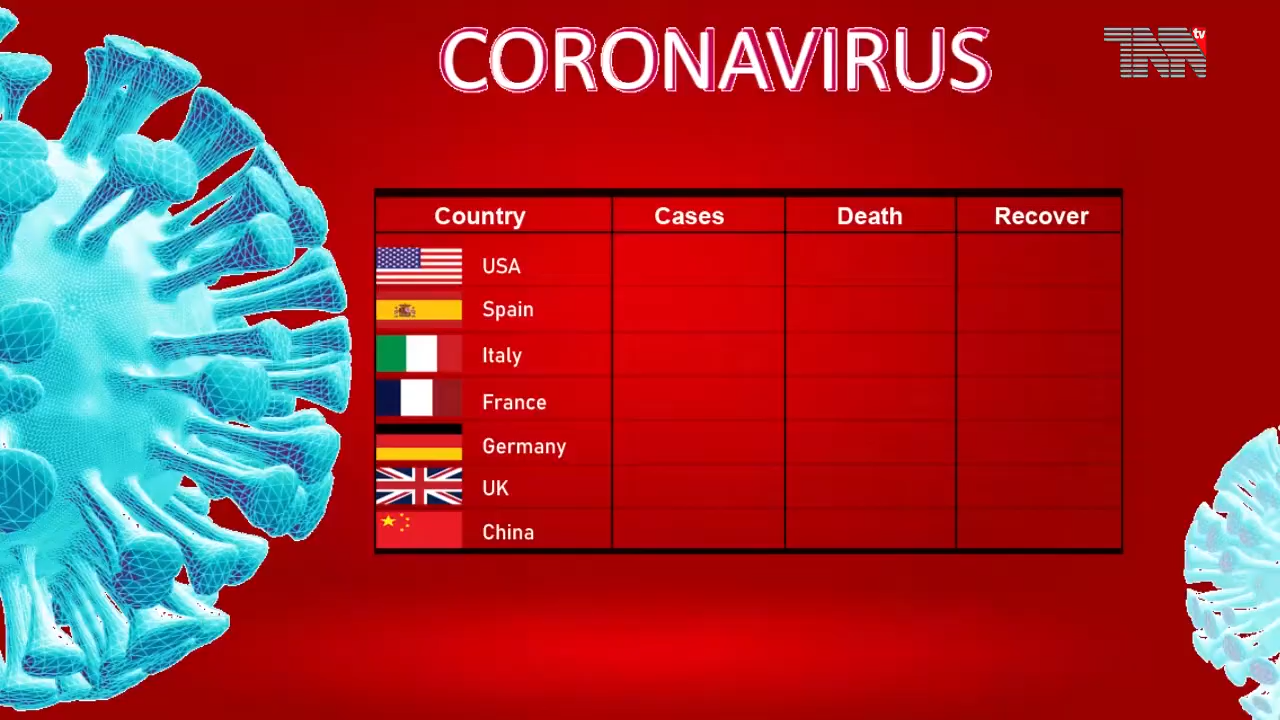 CORONAVIRUS
TNN tv
Country Cases Death Recover
USA
Spain
Italy
France
Germany
UK
China